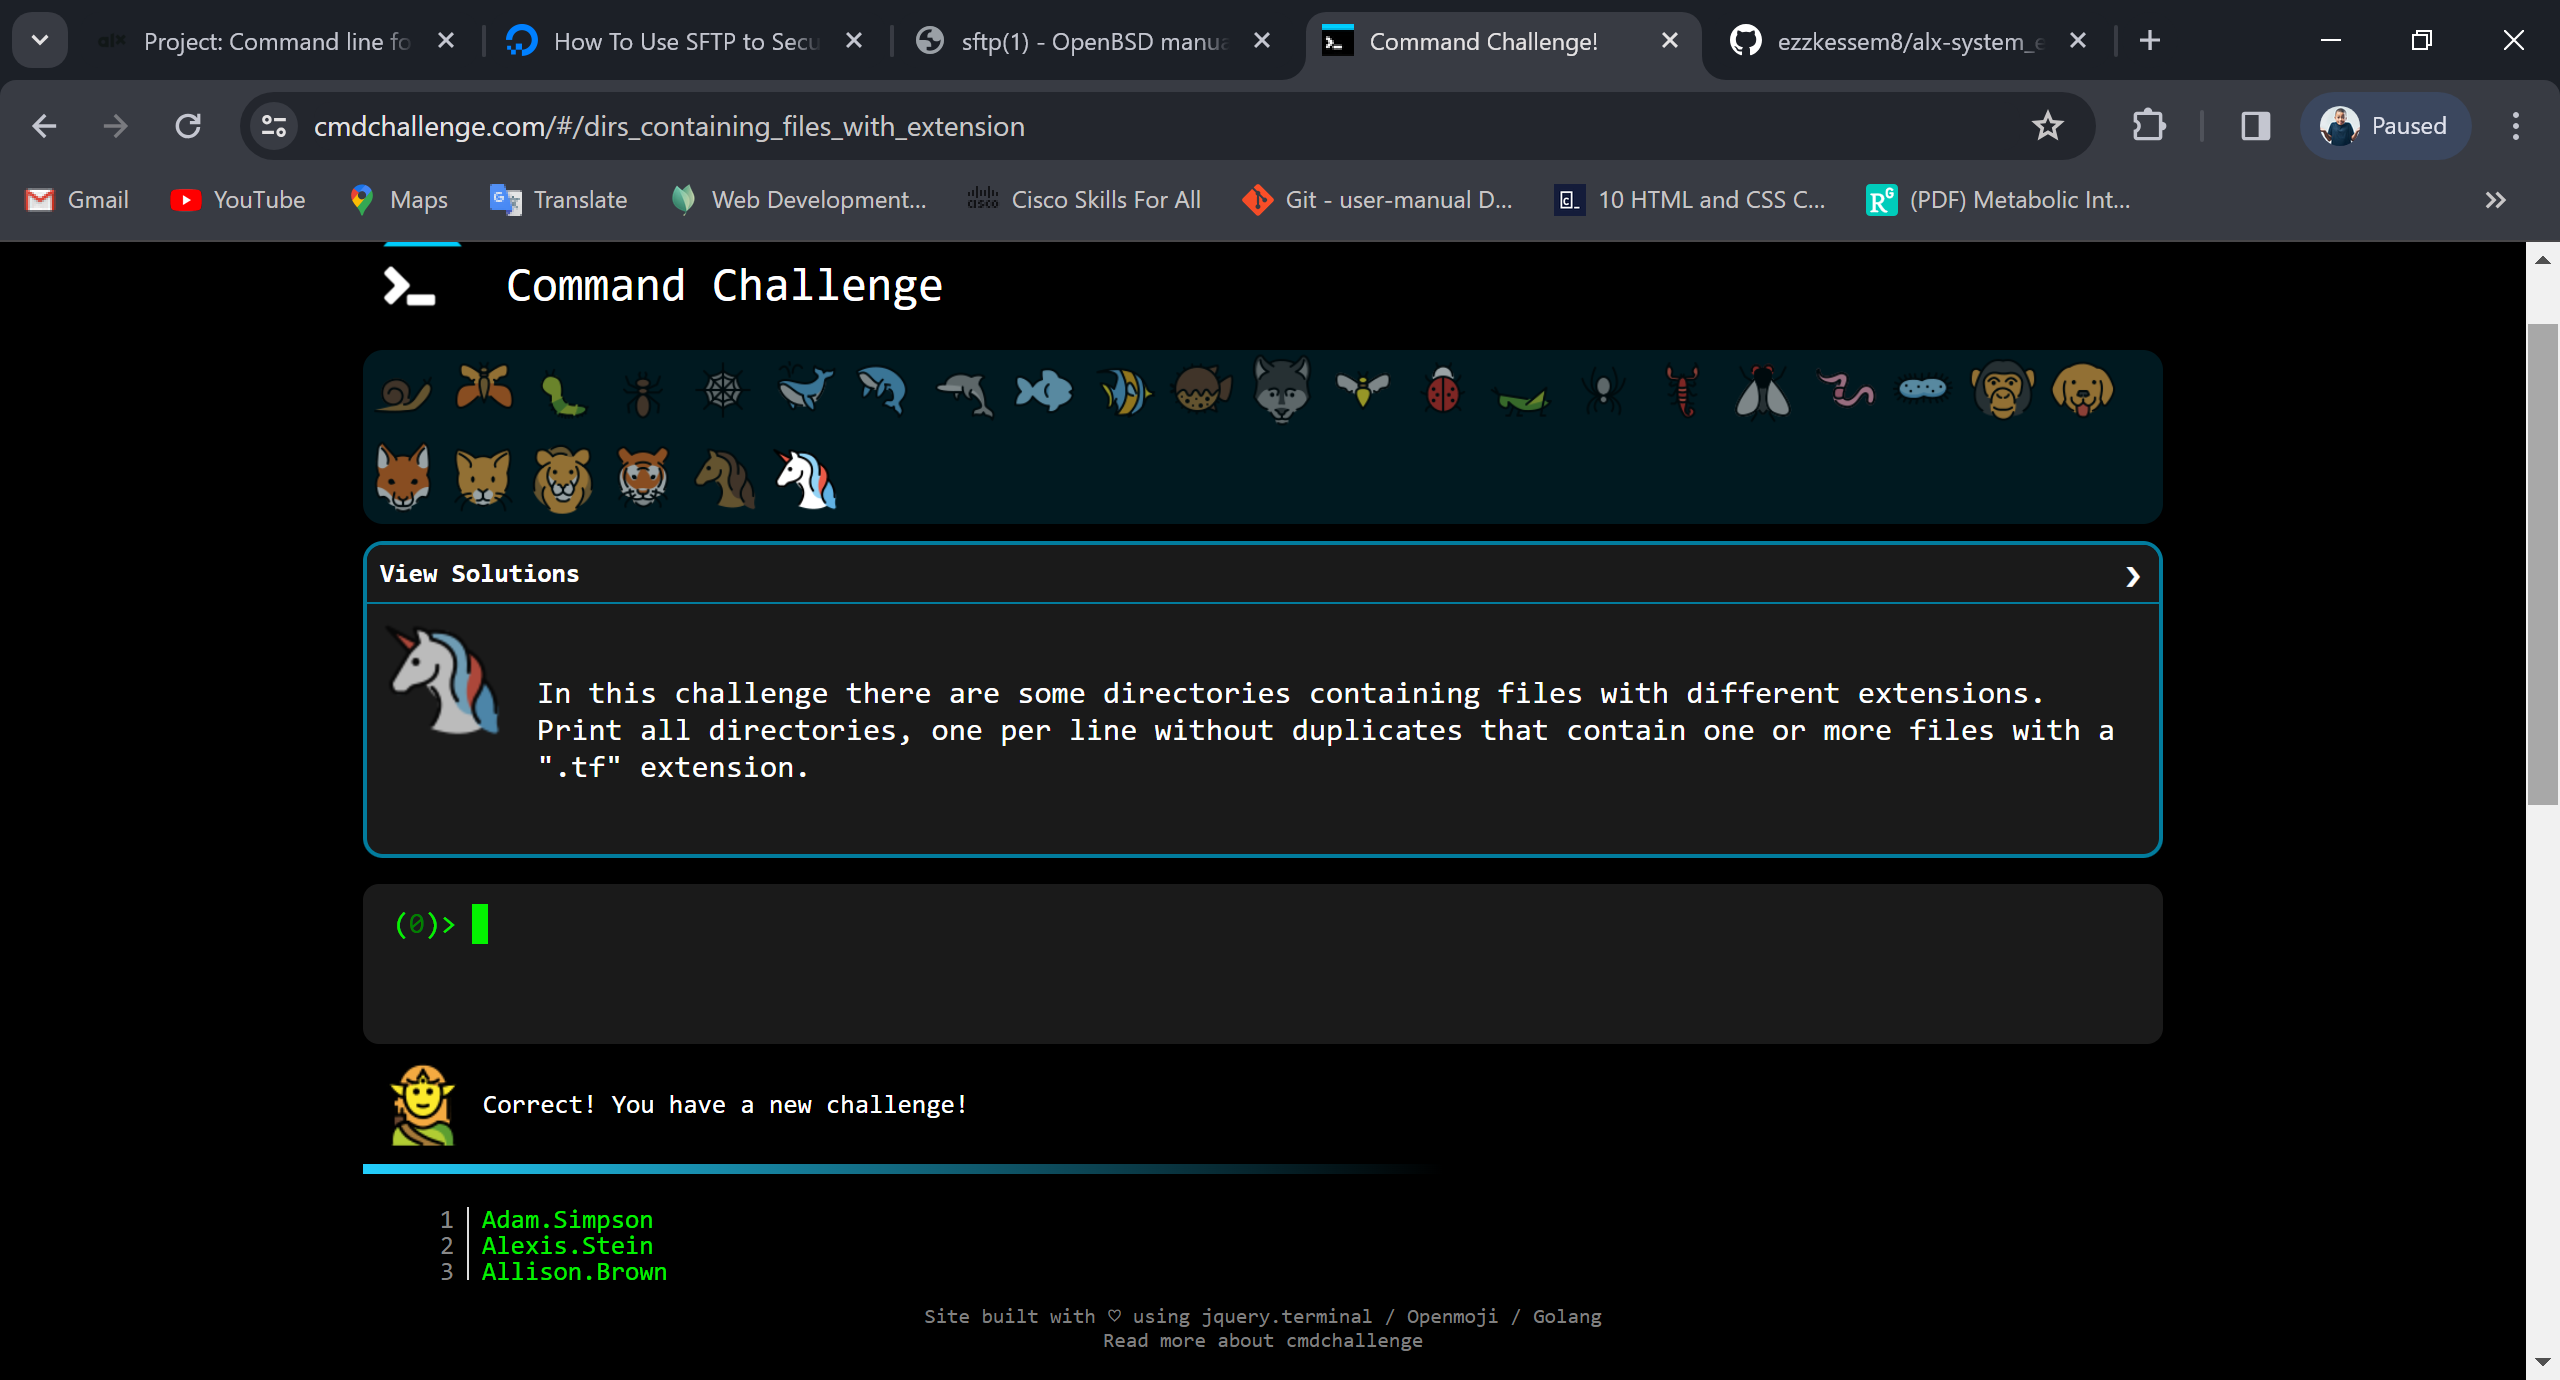 alx Project: Command line fo
How To Use SFTP to Secu
sftp(1) - OpenBSD manua
Command Challenge!
ezzkessem8/alx-system_e
cmdchallenge.com/#/dirs_containing_files_with_extension
Paused
Gmail
YouTube
Maps
Translate
Web Development...
cisco Cisco Skills For All
Git - user-manual D...
10 HTML and CSS C...
(PDF) Metabolic Int...
Command Challenge
View Solutions
In this challenge there are some directories containing files with different extensions.
Print all directories, one per line without duplicates that contain one or more files with a
".tf" extension.
(0)>
Correct! You have a new challenge!
1 Adam.Simpson
2 Alexis.Stein
3 Allison.Brown
Site built with ♡ using jquery.terminal / Openmoji / Golang
Read more about cmdchallenge